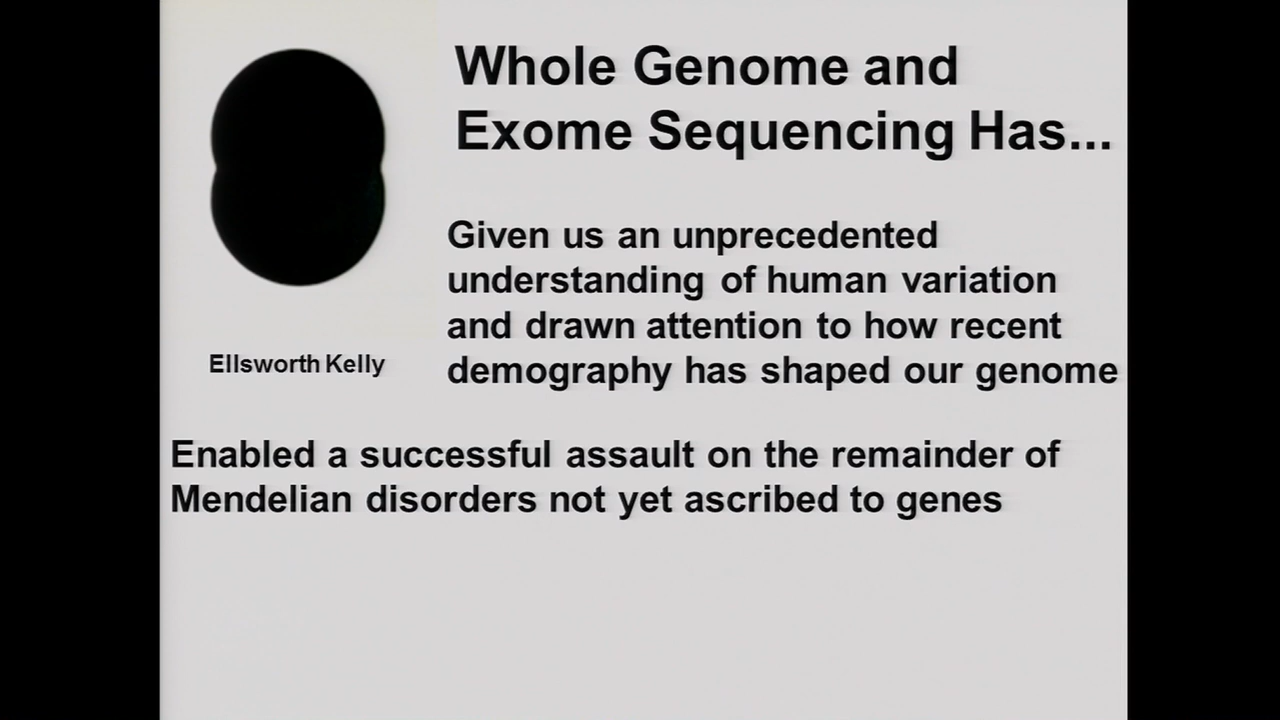 Whole Genome and
Exome Sequencing Has...
Given us an unprecedented
understanding of human variation
and drawn attention to how recent
demography has shaped our genome
Ellsworth Kelly
Enabled a successful assault on the remainder of
Mendelian disorders not yet ascribed to genes